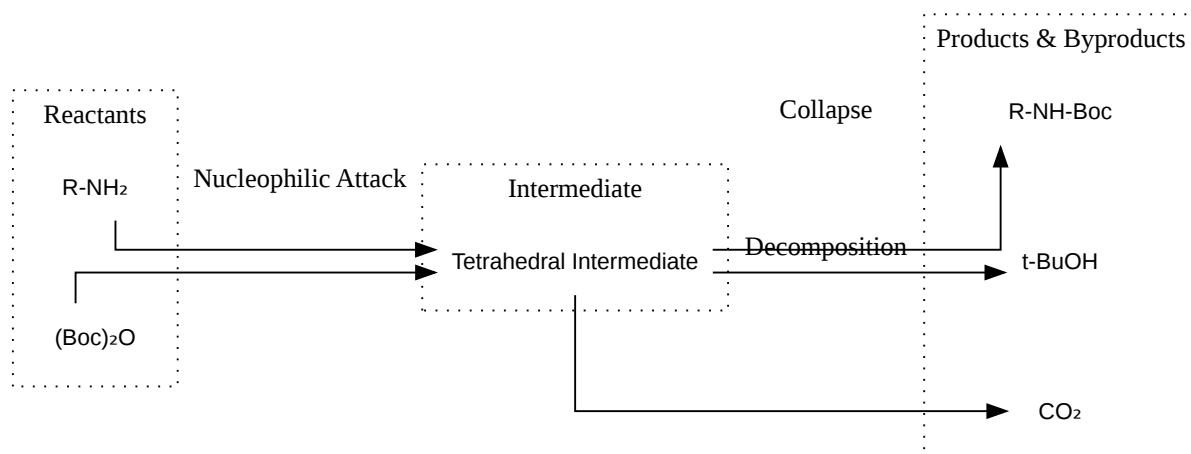 Products & Byproducts
Collapse
R-NH-Boc
Reactants
Nucleophilic Attack
R-NH₂
Intermediate
Decomposition
Tetrahedral Intermediate
t-BuOH
(Boc)₂O
CO₂